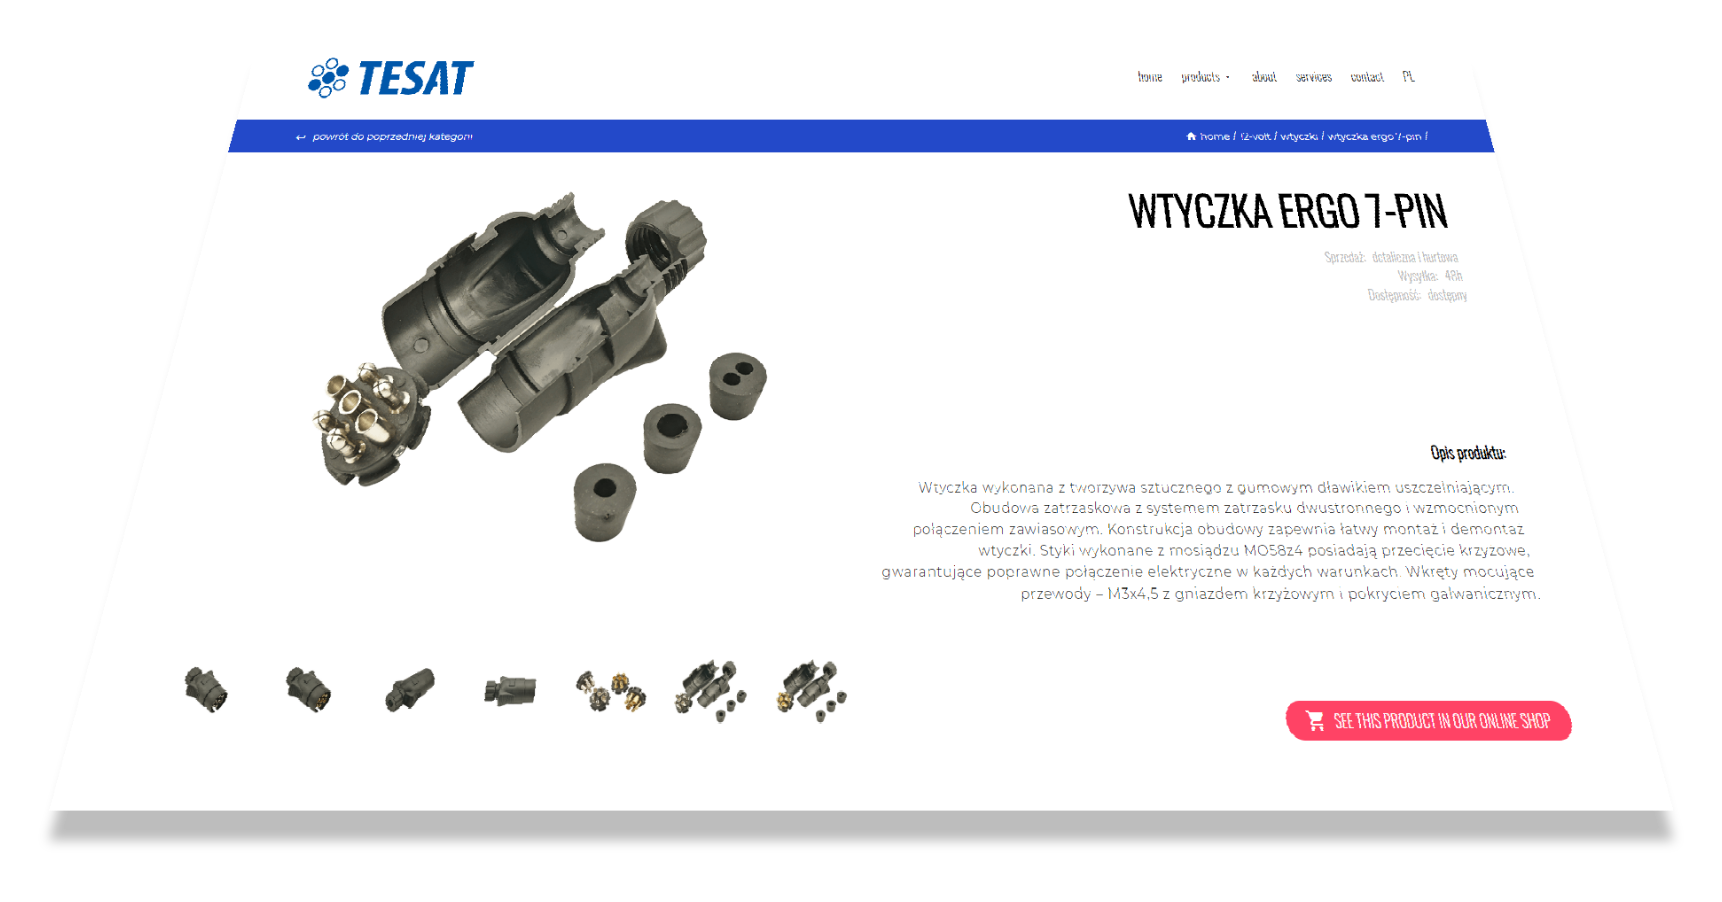 TESAT
home products about services contact PL
powrót do poprzedniej kategorii
home / 12-volt / wtyczki / wtyczka ergo 7-pin /
WTYCZKA ERGO 7-PIN
Sprzedaż: detaliczna i hurtowa
Wysyłka: 48h
Dostępność: dostępny
Opis produktu:
Wtyczka wykonana z tworzywa sztucznego z gumowym dławikiem uszczelniającym.
Obudowa zatrzaskowa z systemem zatrzasku dwustronnego i wzmocnionym
połączeniem zawiasowym. Konstrukcja obudowy zapewnia łatwy montaż i demontaż
wtyczki. Styki wykonane z mosiądzu MO58z4 posiadają przecięcie krzyżowe,
gwarantujące poprawne połączenie elektryczne w każdych warunkach. Wkręty mocujące
przewody – M3x4,5 z gniazdem krzyżowym i pokryciem galwanicznym.
SEE THIS PRODUCT IN OUR ONLINE SHOP